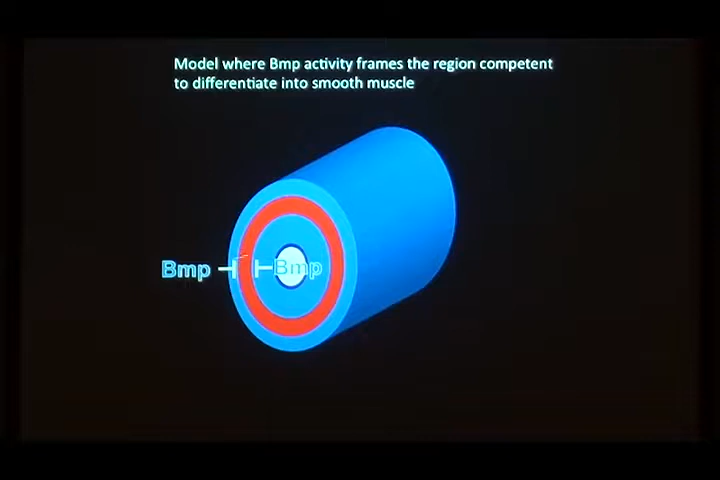 Model where Bmp activity frames the region competent
to differentiate into smooth muscle
Bmp
Bmp